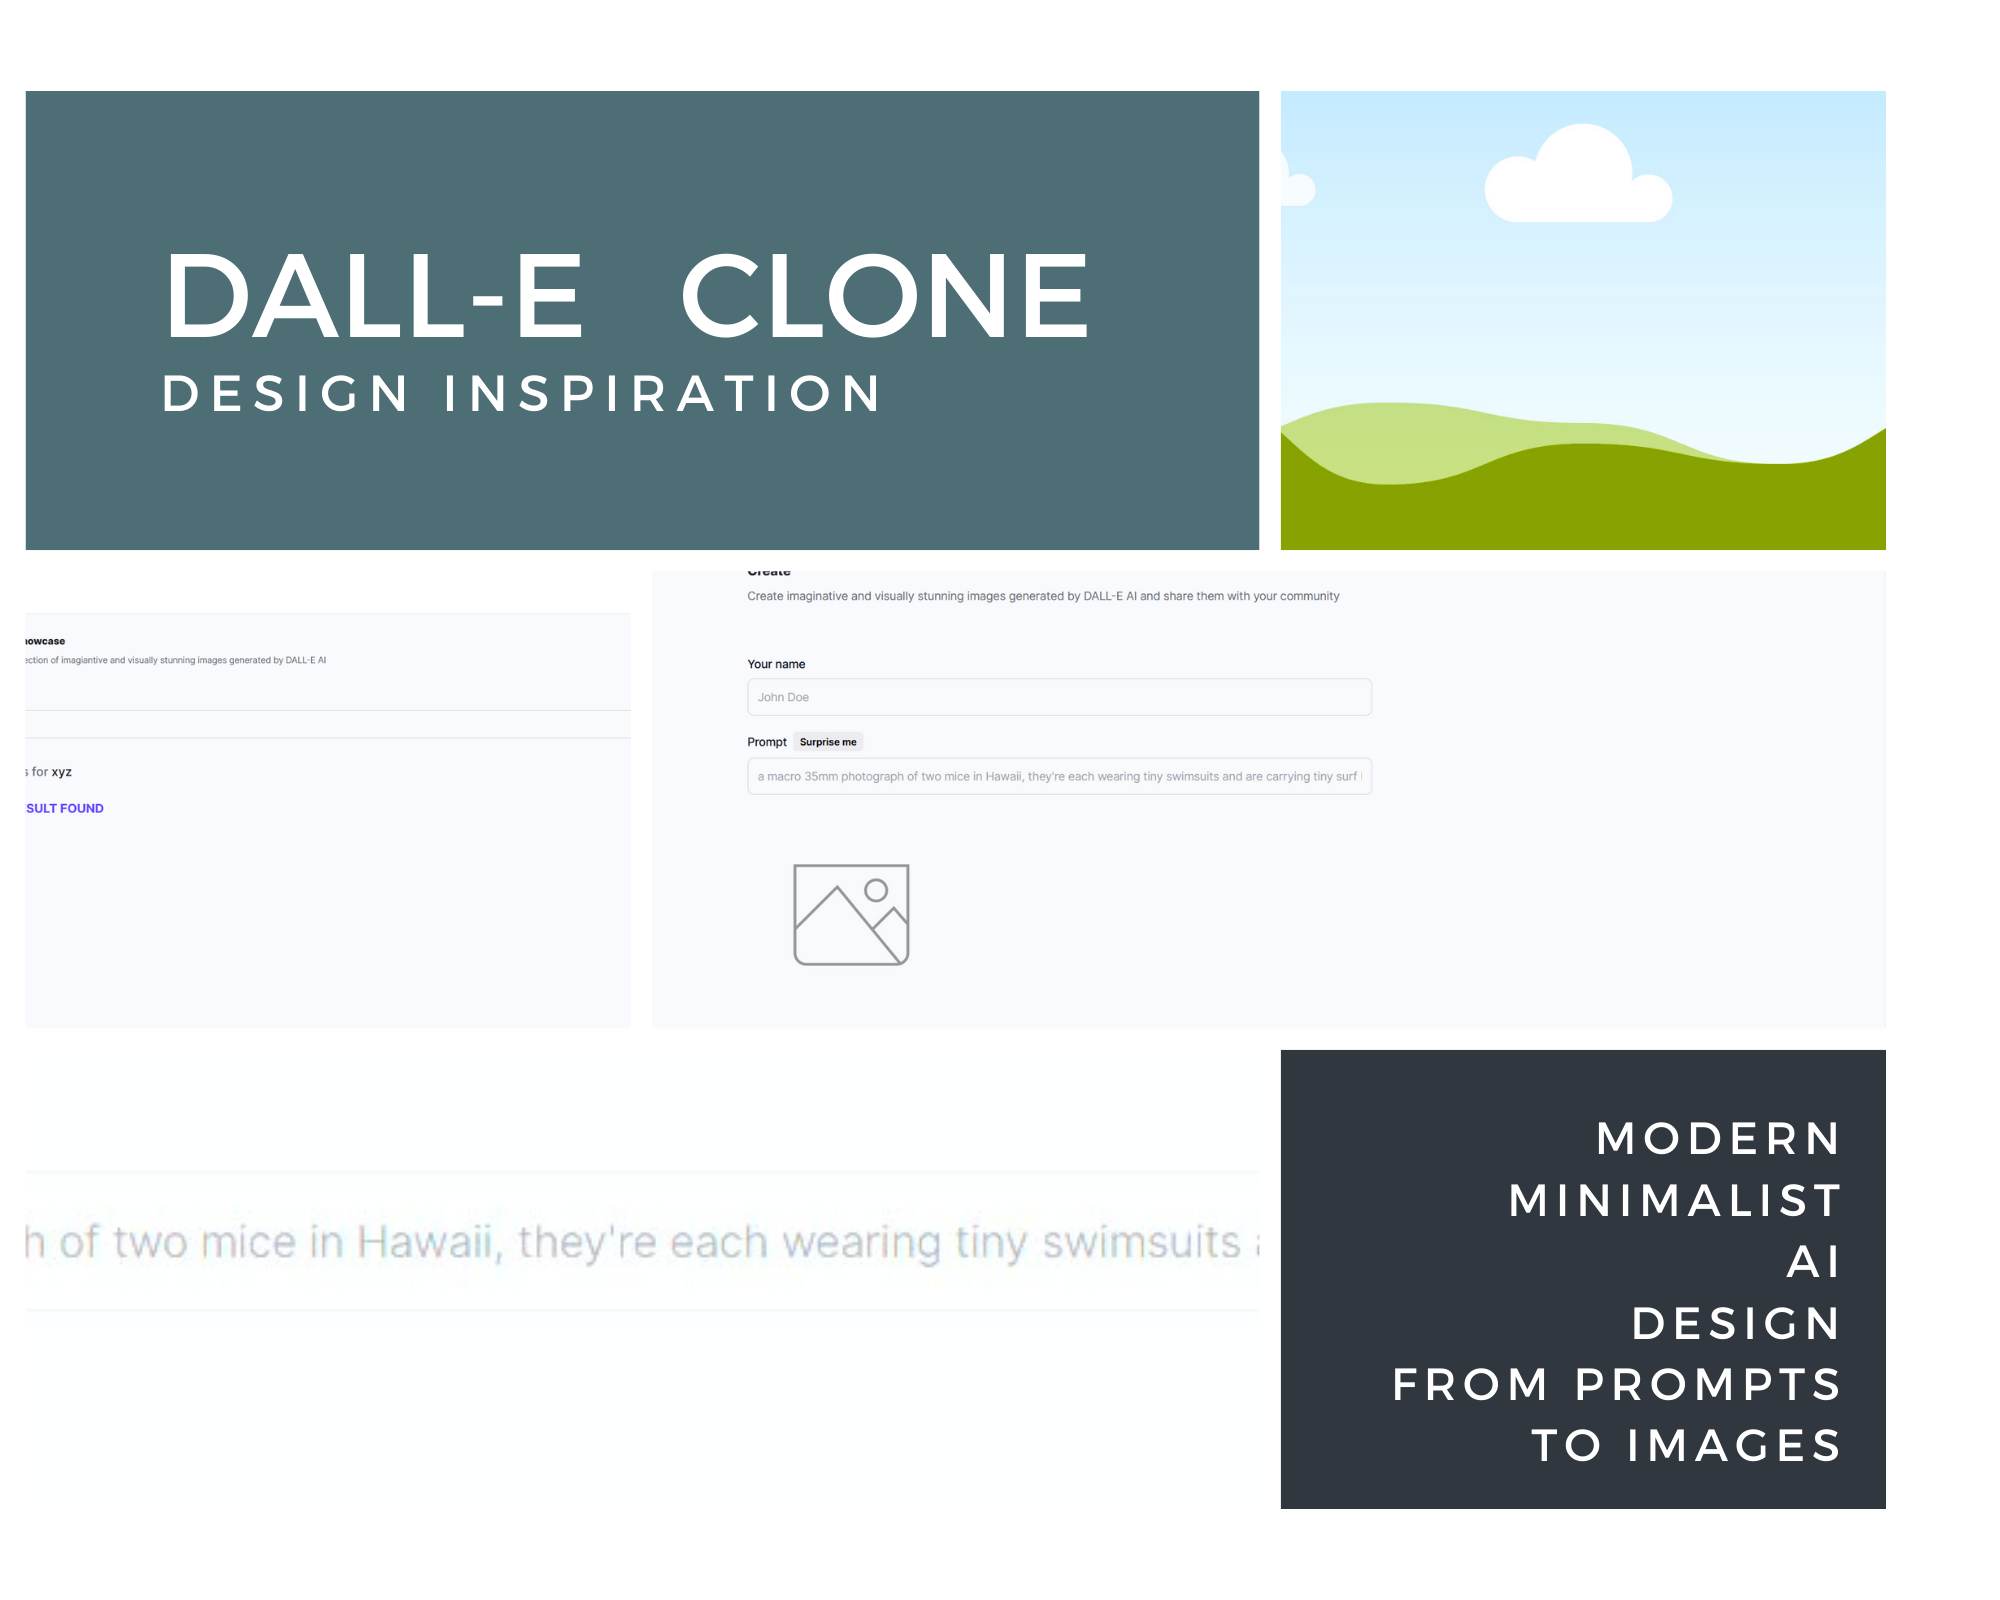 DALL-E CLONE
DESIGN INSPIRATION
owcase
ection of imagiantive and visually stunning images generated by DALL-E AI
s for xyz
SULT FOUND
Create
Create imaginative and visually stunning images generated by DALL-E AI and share them with your community
Your name
John Doe
Prompt Surprise me
a macro 35mm photograph of two mice in Hawaii, they're each wearing tiny swimsuits and are carrying tiny surf
h of two mice in Hawaii, they're each wearing tiny swimsuits
MODERN
MINIMALIST
AI
DESIGN
FROM PROMPTS
TO IMAGES